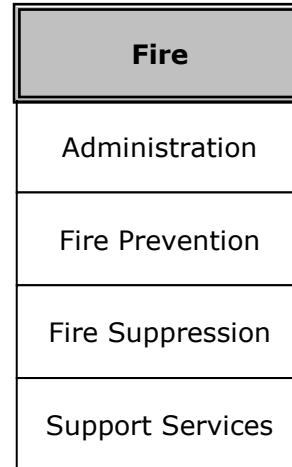 Fire
Administration
Fire Prevention
Fire Suppression
Support Services